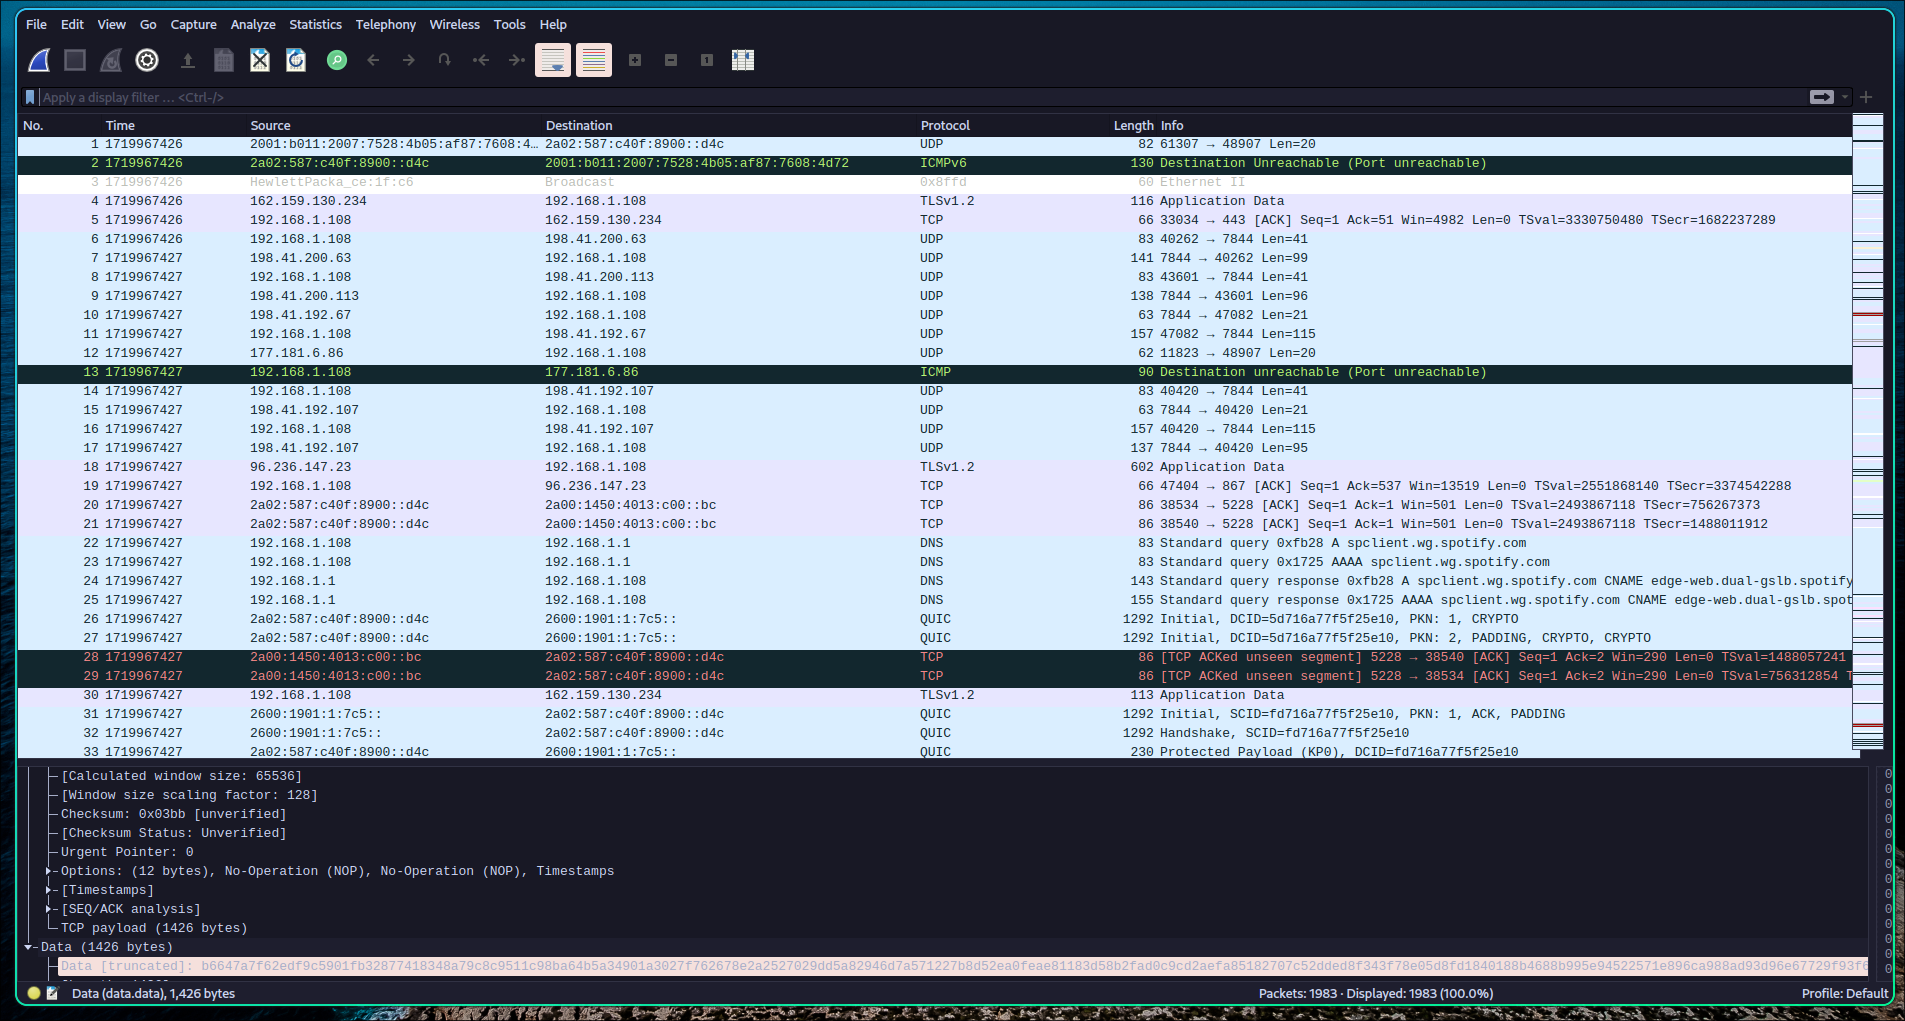 File Edit View Go Capture Analyze Statistics Telephony Wireless Tools Help
Apply a display filter … <Ctrl-/>
No. Time Source Destination Protocol Length Info
1 1719967426 2001:b011:2007:7528:4b05:af87:7608:4… 2a02:587:c40f:8900::d4c UDP 82 61307 → 48907 Len=20
2 1719967426 2a02:587:c40f:8900::d4c 2001:b011:2007:7528:4b05:af87:7608:4d72 ICMPv6 130 Destination Unreachable (Port unreachable)
3 1719967426 HewlettPacka_ce:1f:c6 Broadcast 0x8ffd 60 Ethernet II
4 1719967426 162.159.130.234 192.168.1.108 TLSv1.2 116 Application Data
5 1719967426 192.168.1.108 162.159.130.234 TCP 66 33034 → 443 [ACK] Seq=1 Ack=51 Win=4982 Len=0 TSval=3330750480 TSecr=1682237289
6 1719967426 192.168.1.108 198.41.200.63 UDP 83 40262 → 7844 Len=41
7 1719967427 198.41.200.63 192.168.1.108 UDP 141 7844 → 40262 Len=99
8 1719967427 192.168.1.108 198.41.200.113 UDP 83 43601 → 7844 Len=41
9 1719967427 198.41.200.113 192.168.1.108 UDP 138 7844 → 43601 Len=96
10 1719967427 198.41.192.67 192.168.1.108 UDP 63 7844 → 47082 Len=21
11 1719967427 192.168.1.108 198.41.192.67 UDP 157 47082 → 7844 Len=115
12 1719967427 177.181.6.86 192.168.1.108 UDP 62 11823 → 48907 Len=20
13 1719967427 192.168.1.108 177.181.6.86 ICMP 90 Destination unreachable (Port unreachable)
14 1719967427 192.168.1.108 198.41.192.107 UDP 83 40420 → 7844 Len=41
15 1719967427 198.41.192.107 192.168.1.108 UDP 63 7844 → 40420 Len=21
16 1719967427 192.168.1.108 198.41.192.107 UDP 157 40420 → 7844 Len=115
17 1719967427 198.41.192.107 192.168.1.108 UDP 137 7844 → 40420 Len=95
18 1719967427 96.236.147.23 192.168.1.108 TLSv1.2 602 Application Data
19 1719967427 192.168.1.108 96.236.147.23 TCP 66 47404 → 867 [ACK] Seq=1 Ack=537 Win=13519 Len=0 TSval=2551868140 TSecr=3374542288
20 1719967427 2a02:587:c40f:8900::d4c 2a00:1450:4013:c00::bc TCP 86 38534 → 5228 [ACK] Seq=1 Ack=1 Win=501 Len=0 TSval=2493867118 TSecr=756267373
21 1719967427 2a02:587:c40f:8900::d4c 2a00:1450:4013:c00::bc TCP 86 38540 → 5228 [ACK] Seq=1 Ack=1 Win=501 Len=0 TSval=2493867118 TSecr=1488011912
22 1719967427 192.168.1.108 192.168.1.1 DNS 83 Standard query 0xfb28 A spclient.wg.spotify.com
23 1719967427 192.168.1.108 192.168.1.1 DNS 83 Standard query 0x1725 AAAA spclient.wg.spotify.com
24 1719967427 192.168.1.1 192.168.1.108 DNS 143 Standard query response 0xfb28 A spclient.wg.spotify.com CNAME edge-web.dual-gslb.spotify
25 1719967427 192.168.1.1 192.168.1.108 DNS 155 Standard query response 0x1725 AAAA spclient.wg.spotify.com CNAME edge-web.dual-gslb.spot
26 1719967427 2a02:587:c40f:8900::d4c 2600:1901:1:7c5:: QUIC 1292 Initial, DCID=5d716a77f5f25e10, PKN: 1, CRYPTO
27 1719967427 2a02:587:c40f:8900::d4c 2600:1901:1:7c5:: QUIC 1292 Initial, DCID=5d716a77f5f25e10, PKN: 2, PADDING, CRYPTO, CRYPTO
28 1719967427 2a00:1450:4013:c00::bc 2a02:587:c40f:8900::d4c TCP 86 [TCP ACKed unseen segment] 5228 → 38540 [ACK] Seq=1 Ack=2 Win=290 Len=0 TSval=1488057241
29 1719967427 2a00:1450:4013:c00::bc 2a02:587:c40f:8900::d4c TCP 86 [TCP ACKed unseen segment] 5228 → 38534 [ACK] Seq=1 Ack=2 Win=290 Len=0 TSval=756312854 T
30 1719967427 192.168.1.108 162.159.130.234 TLSv1.2 113 Application Data
31 1719967427 2600:1901:1:7c5:: 2a02:587:c40f:8900::d4c QUIC 1292 Initial, SCID=fd716a77f5f25e10, PKN: 1, ACK, PADDING
32 1719967427 2600:1901:1:7c5:: 2a02:587:c40f:8900::d4c QUIC 1292 Handshake, SCID=fd716a77f5f25e10
33 1719967427 2a02:587:c40f:8900::d4c 2600:1901:1:7c5:: QUIC 230 Protected Payload (KP0), DCID=fd716a77f5f25e10
[Calculated window size: 65536]
[Window size scaling factor: 128]
Checksum: 0x03bb [unverified]
[Checksum Status: Unverified]
Urgent Pointer: 0
Options: (12 bytes), No-Operation (NOP), No-Operation (NOP), Timestamps
[Timestamps]
[SEQ/ACK analysis]
TCP payload (1426 bytes)
Data (1426 bytes)
Data [truncated]: b6647a7f62edf9c5901fb32877418348a79c8c9511c98ba64b5a34901a3027f762678e2a2527029dd5a82946d7a571227b8d52ea0feae81183d58b2fad0c9cd2aefa85182707c52dded8f343f78e05d8fd1840188b4688b995e94522571e896ca988ad93d96e67729f93f6
Data (data.data), 1,426 bytes Packets: 1983 · Displayed: 1983 (100.0%) Profile: Default